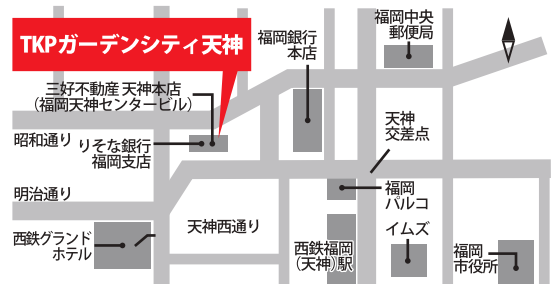 福岡中央
郵便局
TKPガーデンシティ天神
福岡銀行
本店
三好不動産 天神本店
（福岡天神センタービル）
天神
交差点
昭和通り
りそな銀行
福岡支店
明治通り
福岡
パルコ
天神西通り
イムズ
西鉄グランド
ホテル
西鉄福岡
（天神）駅
福岡
市役所